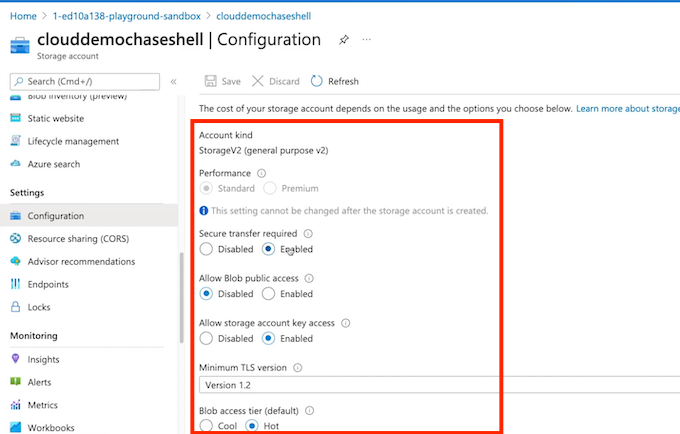 Home > 1-ed10a138-playground-sandbox > clouddemochaseshell
clouddemochaseshell | Configuration
Storage account
Search (Cmd+/)
Blob inventory (preview)
Static website
Lifecycle management
Azure search
Settings
Configuration
Resource sharing (CORS)
Advisor recommendations
Endpoints
Locks
Monitoring
Insights
Alerts
Metrics
Workbooks
Save Discard Refresh
The cost of your storage account depends on the usage and the options you choose below. Learn more about storage
Account kind
StorageV2 (general purpose v2)
Performance
Standard Premium
This setting cannot be changed after the storage account is created.
Secure transfer required
Disabled Enabled
Allow Blob public access
Disabled Enabled
Allow storage account key access
Disabled Enabled
Minimum TLS version
Version 1.2
Blob access tier (default)
Cool Hot